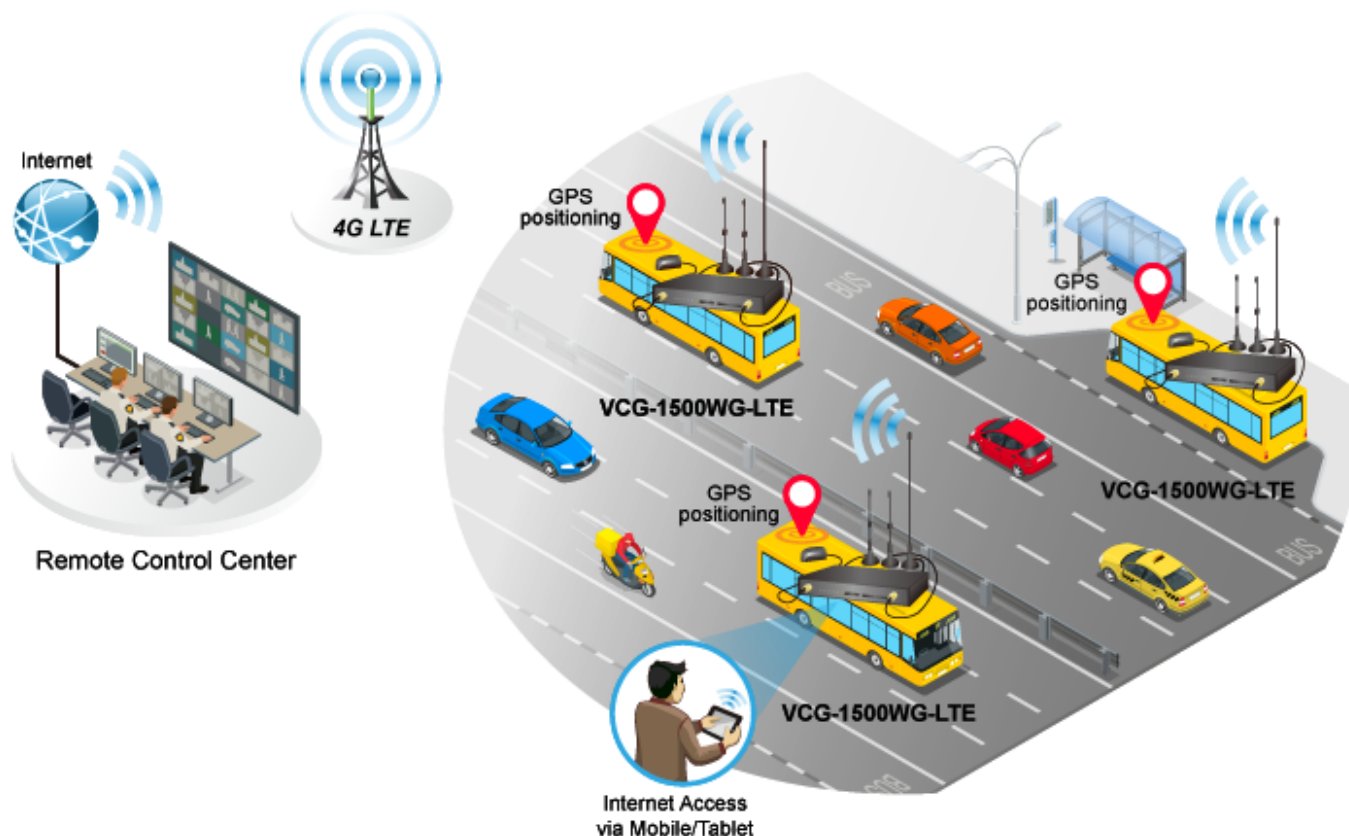 Internet
4G LTE
Remote Control Center
GPS
positioning
VCG-1500WG-LTE
BUS
GPS
positioning
VCG-1500WG-LTE
BUS
GPS
positioning
VCG-1500WG-LTE
BUS
Internet Access
via Mobile/Tablet